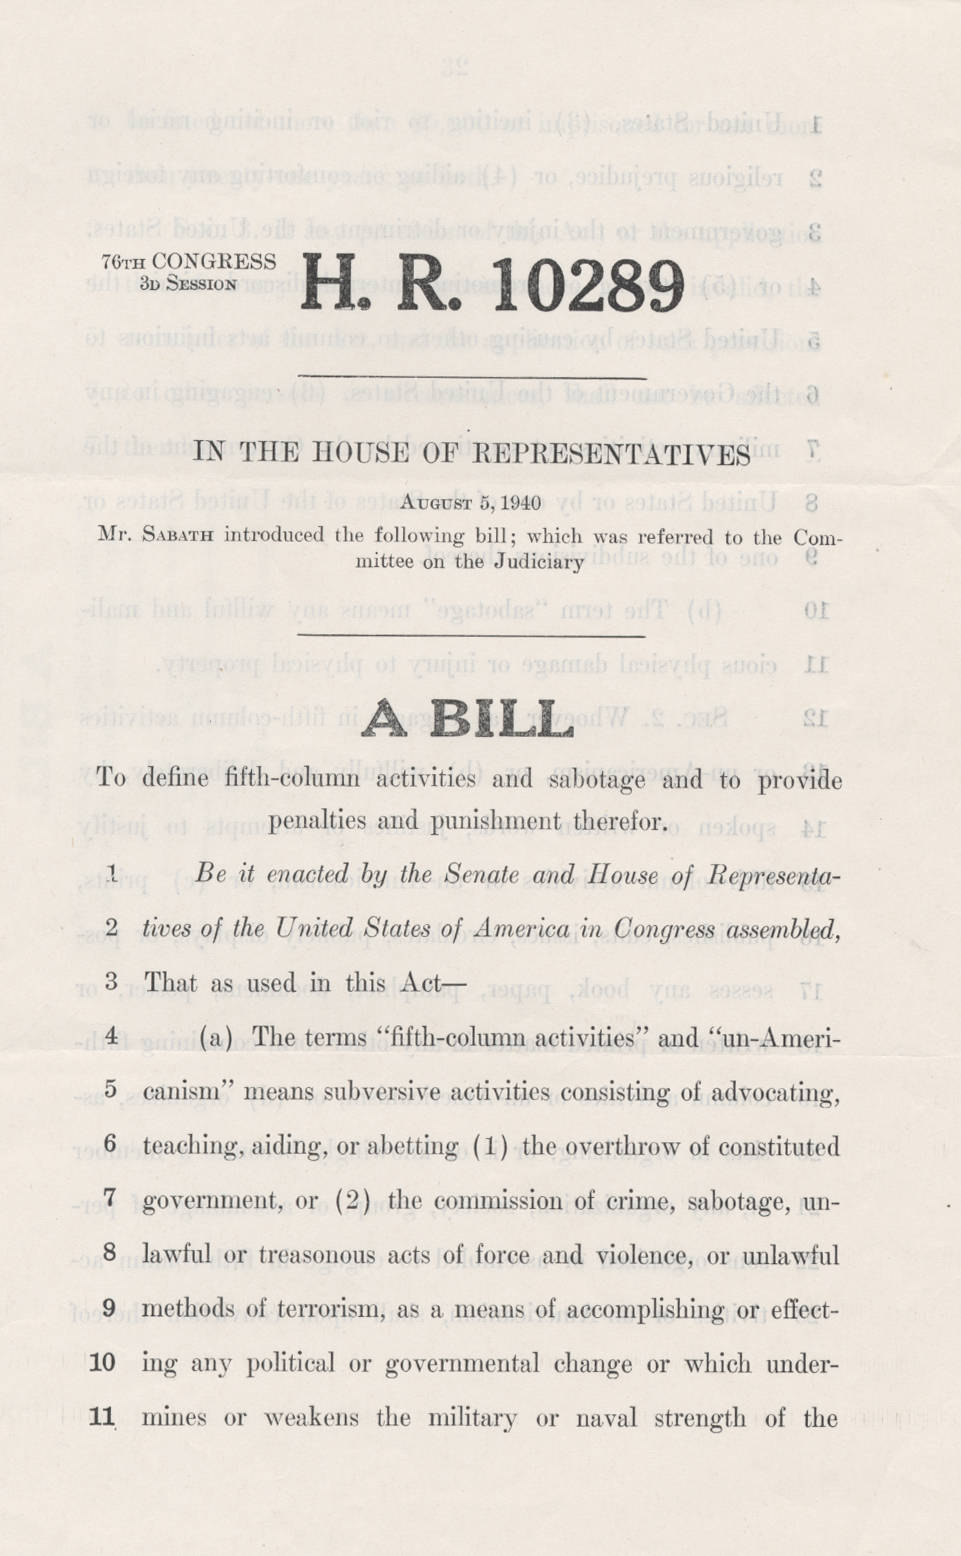 76TH CONGRESS
3D SESSION
H. R. 10289
IN THE HOUSE OF REPRESENTATIVES
AUGUST 5, 1940
Mr. SABATH introduced the following bill; which was referred to the Com-
mittee on the Judiciary
A BILL
To define fifth-column activities and sabotage and to provide
penalties and punishment therefor.
1 Be it enacted by the Senate and House of Representa-
2 tives of the United States of America in Congress assembled,
3 That as used in this Act—
4 (a) The terms “fifth-column activities” and “un-Ameri-
5 canism” means subversive activities consisting of advocating,
6 teaching, aiding, or abetting (1) the overthrow of constituted
7 government, or (2) the commission of crime, sabotage, un-
8 lawful or treasonous acts of force and violence, or unlawful
9 methods of terrorism, as a means of accomplishing or effect-
10 ing any political or governmental change or which under-
11 mines or weakens the military or naval strength of the